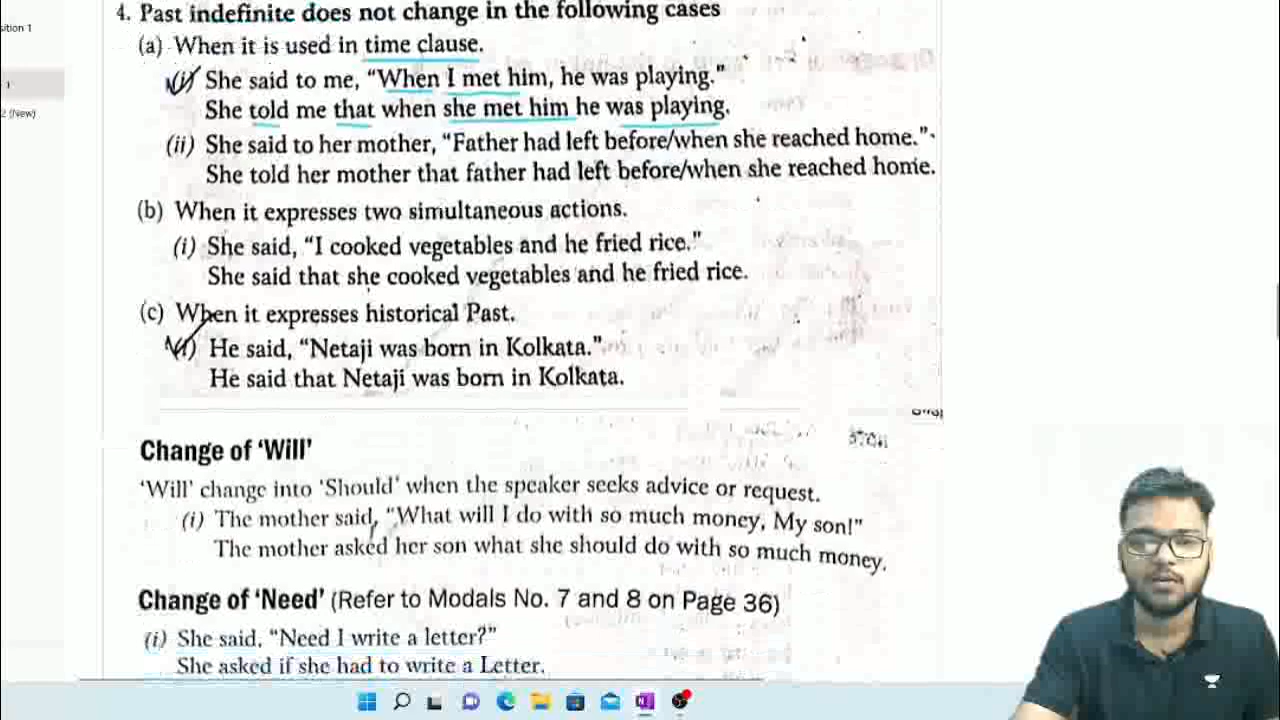 sition 1
1
2 (New)
4. Past indefinite does not change in the following cases
(a) When it is used in time clause.
(i) She said to me, “When I met him, he was playing.”
She told me that when she met him he was playing.
(ii) She said to her mother, “Father had left before/when she reached home.”
She told her mother that father had left before/when she reached home.
(b) When it expresses two simultaneous actions.
(i) She said, “I cooked vegetables and he fried rice.”
She said that she cooked vegetables and he fried rice.
(c) When it expresses historical Past.
(i) He said, “Netaji was born in Kolkata.”
He said that Netaji was born in Kolkata.
Change of ‘Will’
‘Will’ change into ‘Should’ when the speaker seeks advice or request.
(i) The mother said, “What will I do with so much money, My son!”
The mother asked her son what she should do with so much money.
Change of ‘Need’ (Refer to Modals No. 7 and 8 on Page 36)
(i) She said, “Need I write a letter?”
She asked if she had to write a Letter.